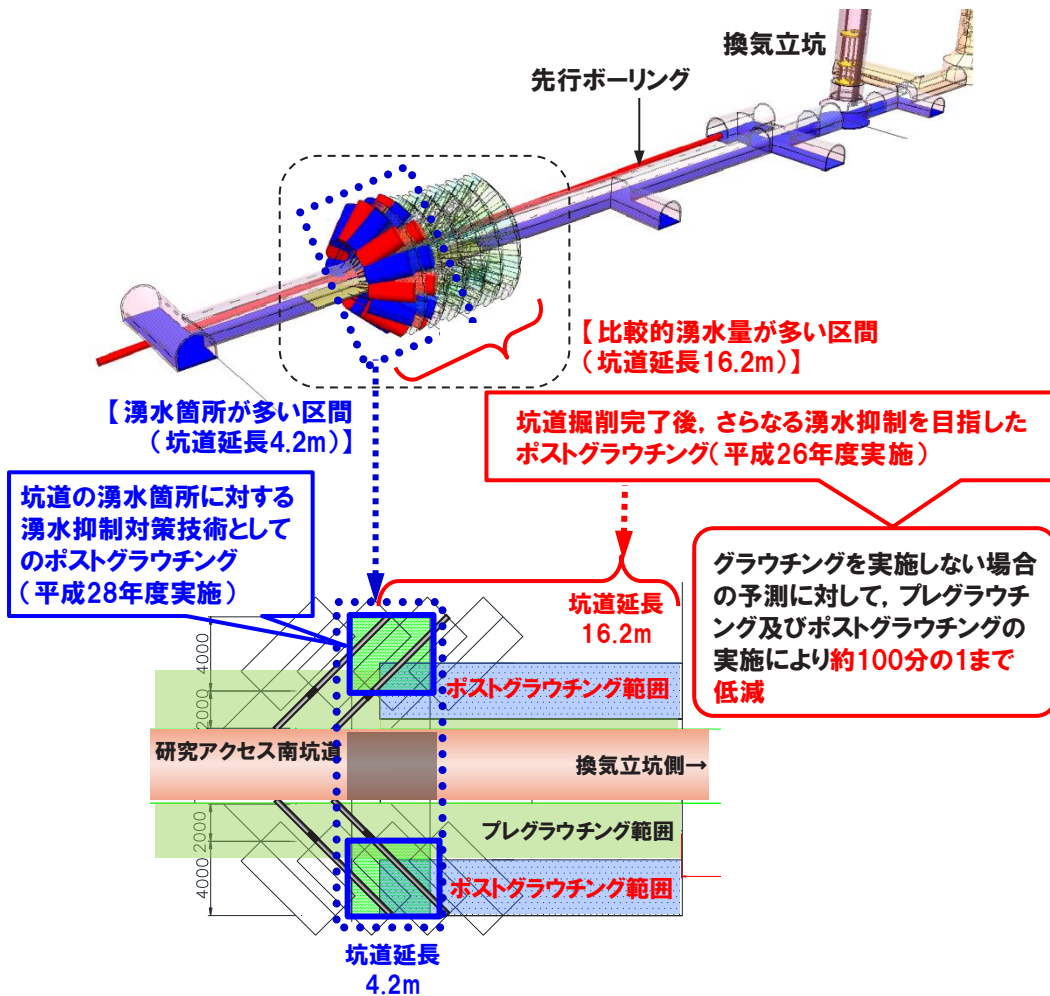 換気立坑
先行ボーリング
【比較的湧水量が多い区間
（坑道延長16.2m）】
【湧水箇所が多い区間
（坑道延長4.2m）】
坑道掘削完了後，さらなる湧水抑制を目指した
ポストグラウチング（平成26年度実施）
坑道の湧水箇所に対する
湧水抑制対策技術として
のポストグラウチング
（平成28年度実施）
グラウチングを実施しない場合
の予測に対して，プレグラウチ
ング及びポストグラウチングの
実施により約100分の1まで
低減
坑道延長
16.2m
4000
2000
ポストグラウチング範囲
研究アクセス南坑道
換気立坑側→
2000
4000
プレグラウチング範囲
ポストグラウチング範囲
坑道延長
4.2m